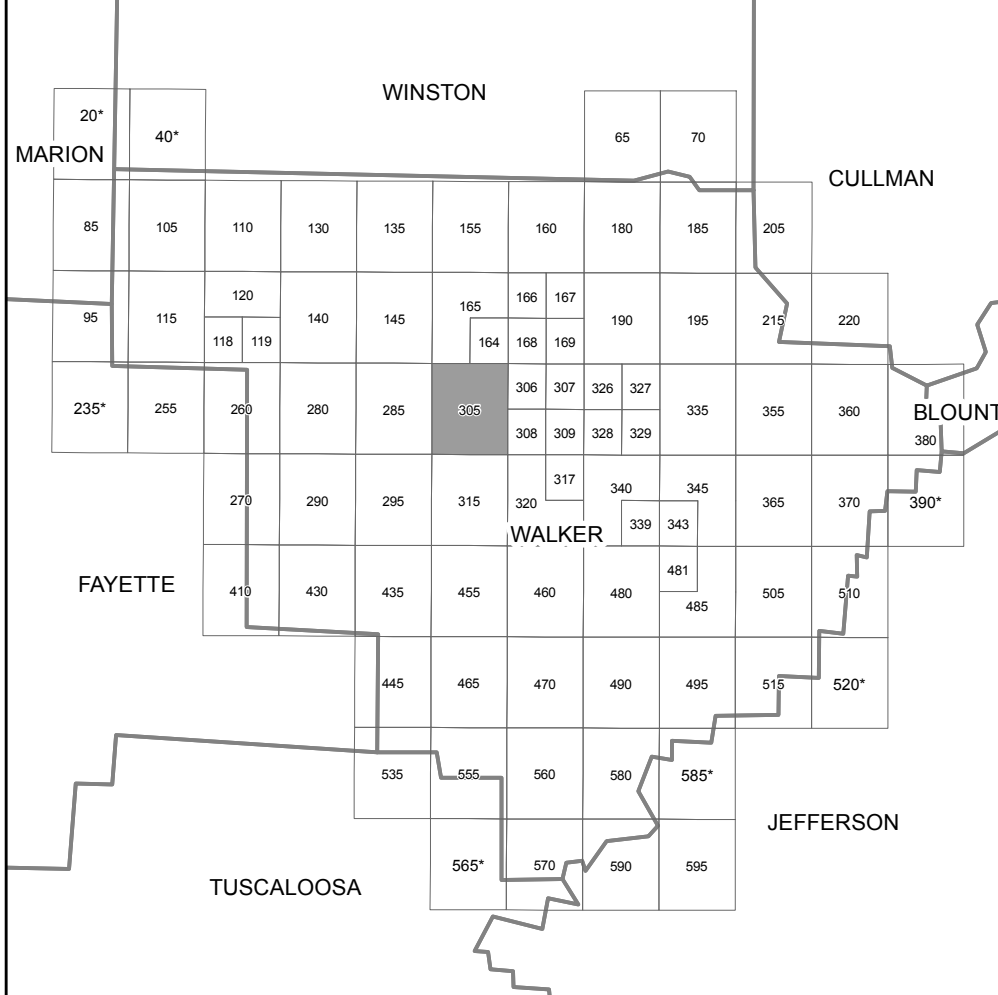 WINSTON
20*
40*
65 70
MARION
CULLMAN
85 105 110 130 135 155 160 180 185 205
120 165 166 167
95 115 140 145 190 195 215 220
118 119 164 168 169
306 307 326 327
235* 255 260 280 285 305 335 355 360 BLOUNT
308 309 328 329 380
317
270 290 295 315 320 340 345 365 370 390*
339 343
WALKER
481
FAYETTE 410 430 435 455 460 480 485 505 510
445 465 470 490 495 515 520*
535 555 560 580 585*
JEFFERSON
565* 570 590 595
TUSCALOOSA